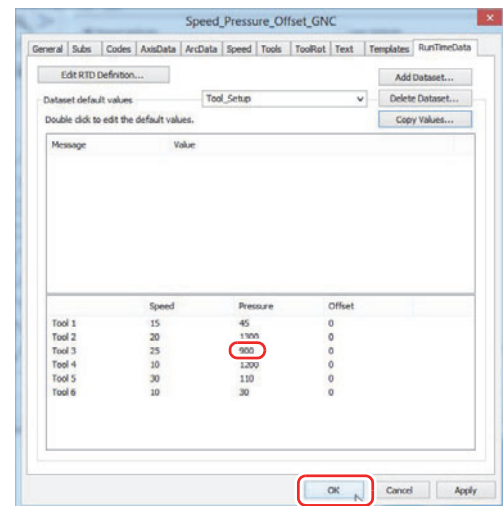 Speed_Pressure_Offset_GNC
General Subs Codes AxisData ArcData Speed Tools ToolRot Text Templates RunTimeData
Edit RTD Definition... Add Dataset...
Dataset default values Tool_Setup Delete Dataset...
Double click to edit the default values. Copy Values...
Message Value
Speed Pressure Offset
Tool 1 15 45 0
Tool 2 20 1300 0
Tool 3 25 900 0
Tool 4 10 1200 0
Tool 5 30 110 0
Tool 6 10 30 0
OK Cancel Apply